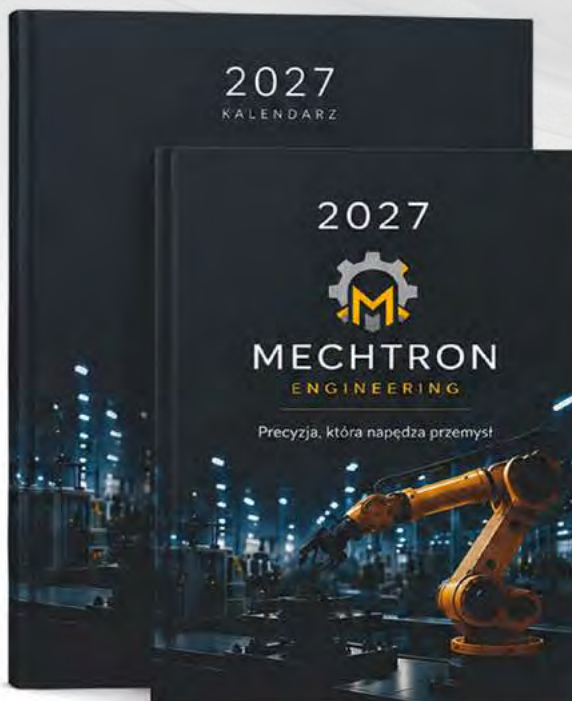 2027
KALENDARZ
2027
M
MECHTRON
ENGINEERING
Precyzja, która napędza przemysł